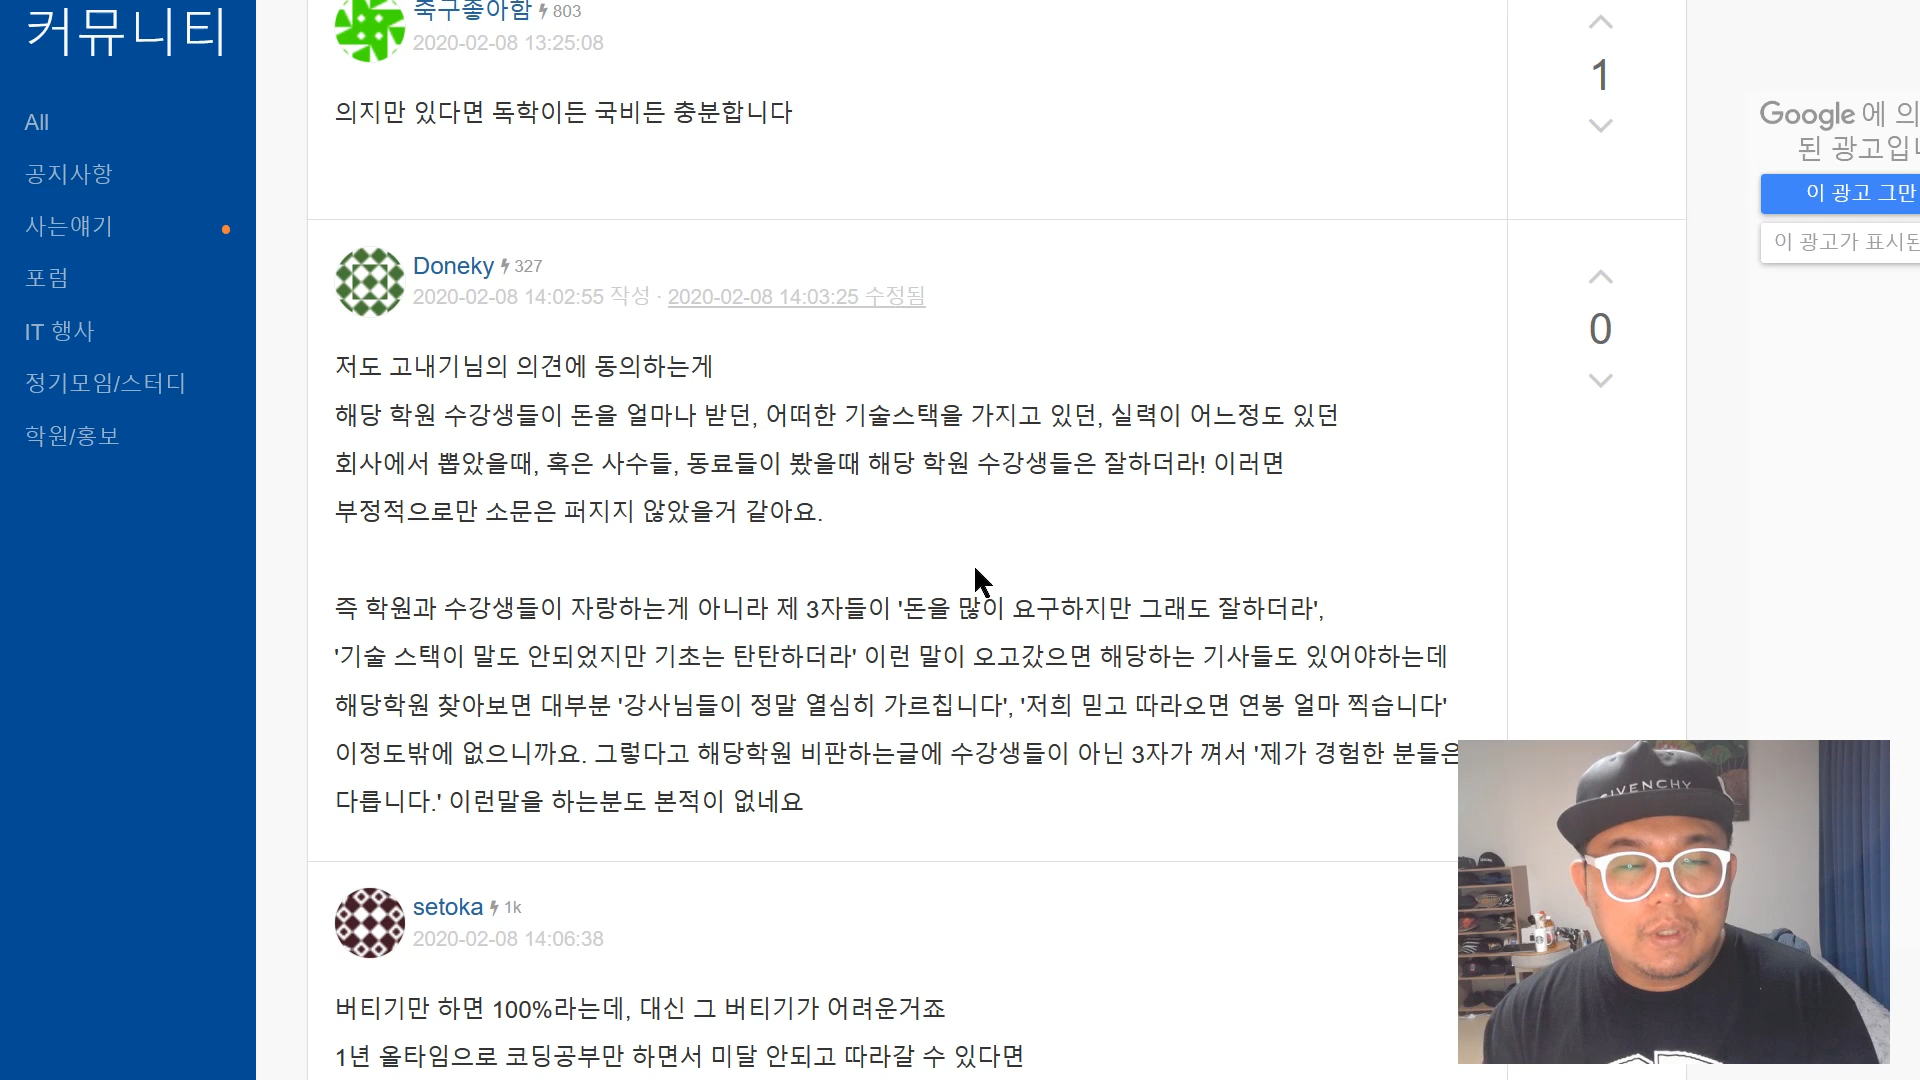 커뮤니티
All
공지사항
사는얘기
포럼
IT 행사
정기모임/스터디
학원/홍보
축구좋아함 803
2020-02-08 13:25:08
의지만 있다면 독학이든 국비든 충분합니다
1
Doneky 327
2020-02-08 14:02:55 작성 · 2020-02-08 14:03:25 수정됨
저도 고내기님의 의견에 동의하는게
해당 학원 수강생들이 돈을 얼마나 받던, 어떠한 기술스택을 가지고 있던, 실력이 어느정도 있던
회사에서 뽑았을때, 혹은 사수들, 동료들이 봤을때 해당 학원 수강생들은 잘하더라! 이러면
부정적으로만 소문은 퍼지지 않았을거 같아요.
즉 학원과 수강생들이 자랑하는게 아니라 제 3자들이 '돈을 많이 요구하지만 그래도 잘하더라',
'기술 스택이 말도 안되었지만 기초는 탄탄하더라' 이런 말이 오고갔으면 해당하는 기사들도 있어야하는데
해당학원 찾아보면 대부분 '강사님들이 정말 열심히 가르칩니다', '저희 믿고 따라오면 연봉 얼마 찍습니다'
이정도밖에 없으니까요. 그렇다고 해당학원 비판하는글에 수강생들이 아닌 3자가 껴서 '제가 경험한 분들은
다릅니다.' 이런말을 하는분도 본적이 없네요
0
setoka 1k
2020-02-08 14:06:38
버티기만 하면 100%라는데, 대신 그 버티기가 어려운거죠
1년 올타임으로 코딩공부만 하면서 미달 안되고 따라갈 수 있다면
Google에 의
된 광고입
이 광고 그만
이 광고가 표시된
GIVENCHY